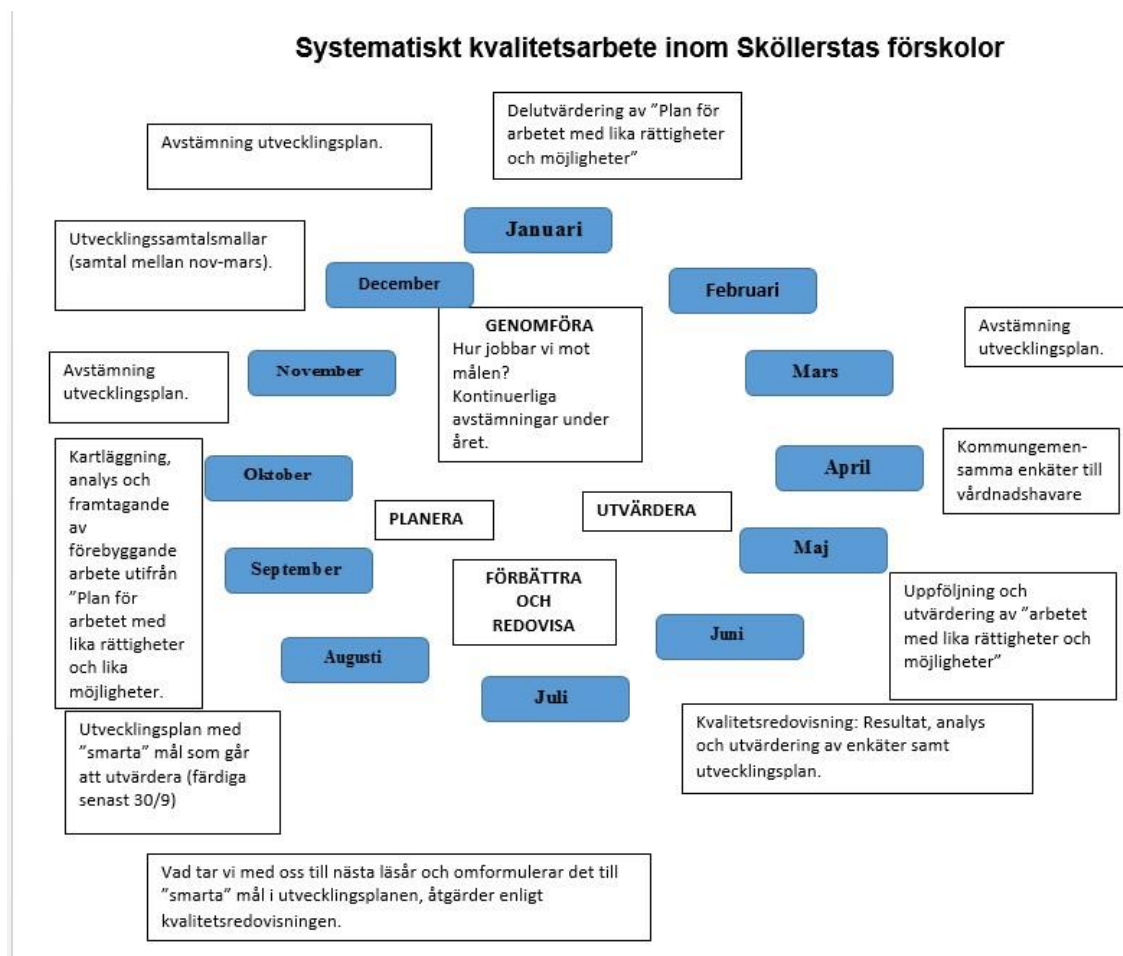 Systematiskt kvalitetsarbete inom Sköllerstas förskolor
Delutvärdering av ”Plan för
arbetet med lika rättigheter
och möjligheter”
Avstämning utvecklingsplan.
Januari
Utvecklingssamtalsmallar
(samtal mellan nov-mars).
December
Februari
GENOMFÖRA
Hur jobbar vi mot
målen?
Kontinuerliga
avstämningar under
året.
Avstämning
utvecklingsplan.
Avstämning
utvecklingsplan.
November
Mars
Kartläggning,
analys och
framtagande
av
förebyggande
arbete utifrån
”Plan för
arbetet med
lika rättigheter
och lika
möjligheter.
Oktober
April
Kommungemen-
samma enkäter till
vårdnadshavare
PLANERA
UTVÄRDERA
September
Maj
FÖRBÄTTRA
OCH
REDOVISA
Uppföljning och
utvärdering av ”arbetet
med lika rättigheter och
möjligheter”
Augusti
Juni
Juli
Utvecklingsplan med
”smarta” mål som går
att utvärdera (färdiga
senast 30/9)
Kvalitetsredovisning: Resultat, analys
och utvärdering av enkäter samt
utvecklingsplan.
Vad tar vi med oss till nästa läsår och omformulerar det till
”smarta” mål i utvecklingsplanen, åtgärder enligt
kvalitetsredovisningen.